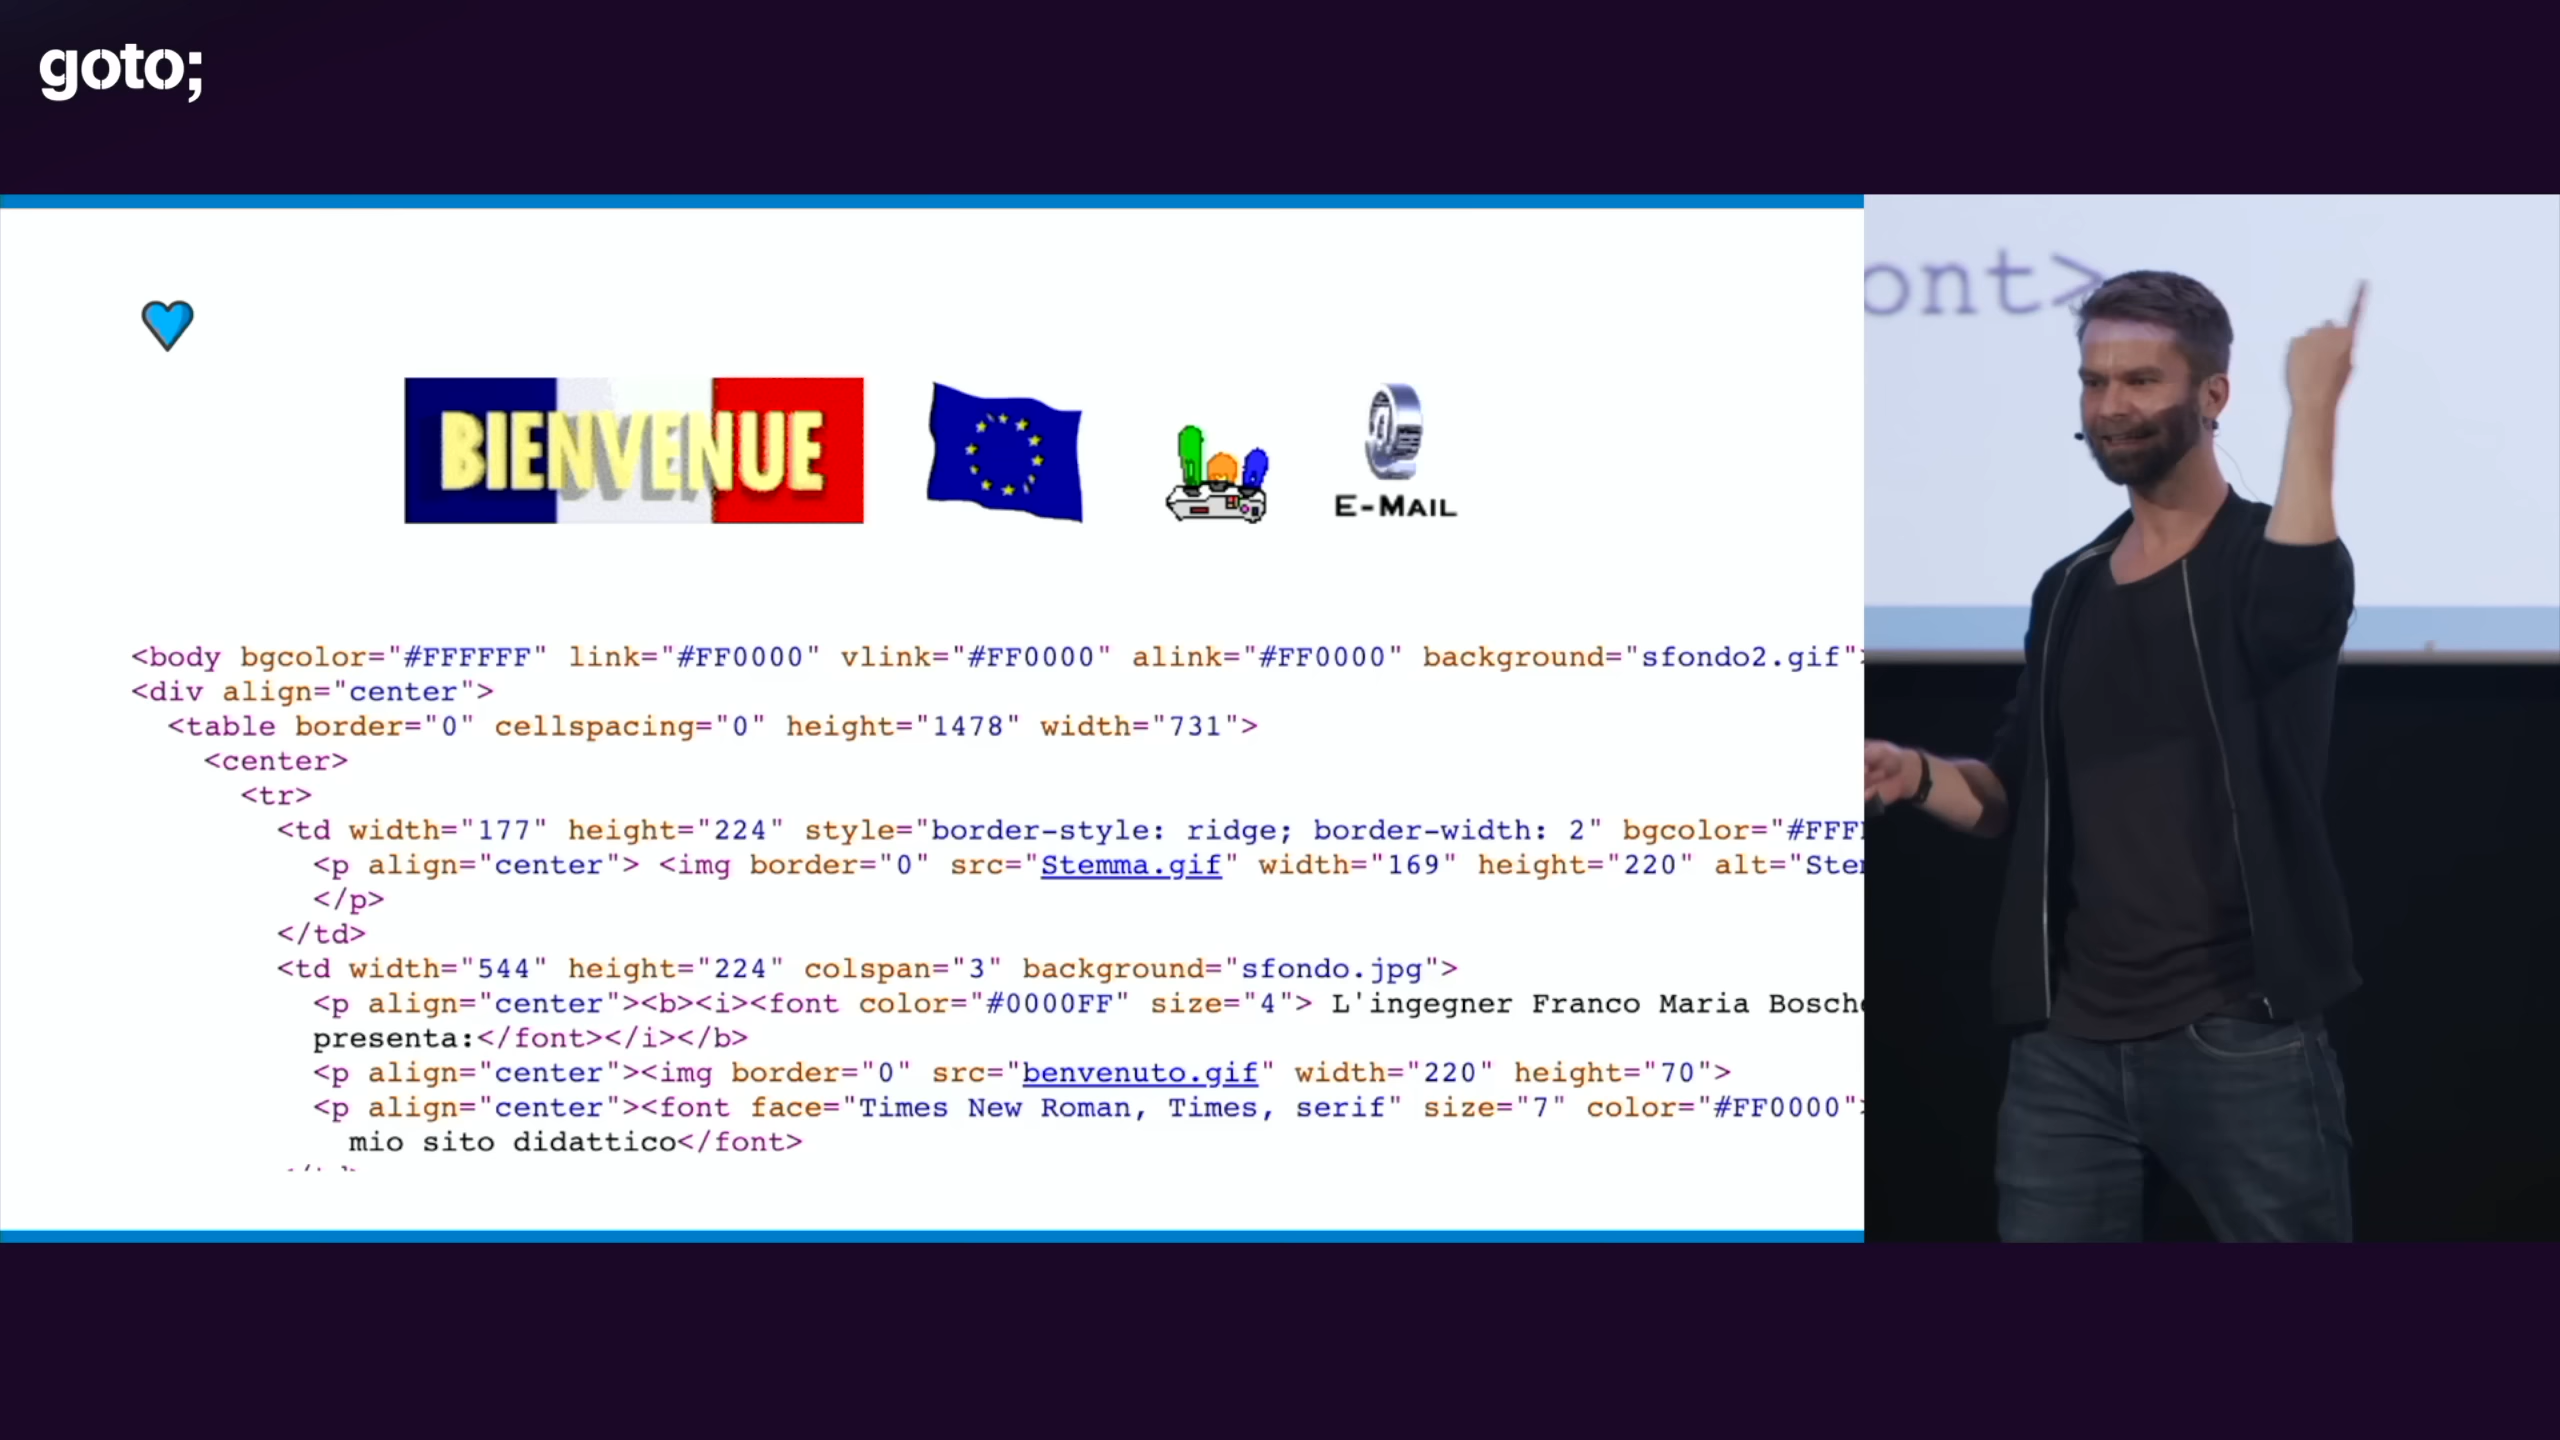 goto;
BIENVENUE
E-MAIL
<body bgcolor="#FFFFFF" link="#FF0000" vlink="#FF0000" alink="#FF0000" background="sfondo2.gif"
<div align="center">
<table border="0" cellspacing="0" height="1478" width="731">
<center>
<tr>
<td width="177" height="224" style="border-style: ridge; border-width: 2" bgcolor="#FFF
<p align="center"> <img border="0" src="Stemma.gif" width="169" height="220" alt="Ste
</p>
</td>
<td width="544" height="224" colspan="3" background="sfondo.jpg">
<p align="center"><b><i><font color="#0000FF" size="4"> L'ingegner Franco Maria Bosch
presenta:</font></i></b>
<p align="center"><img border="0" src="benvenuto.gif" width="220" height="70">
<p align="center"><font face="Times New Roman, Times, serif" size="7" color="#FF0000"
mio sito didattico</font>
ont>